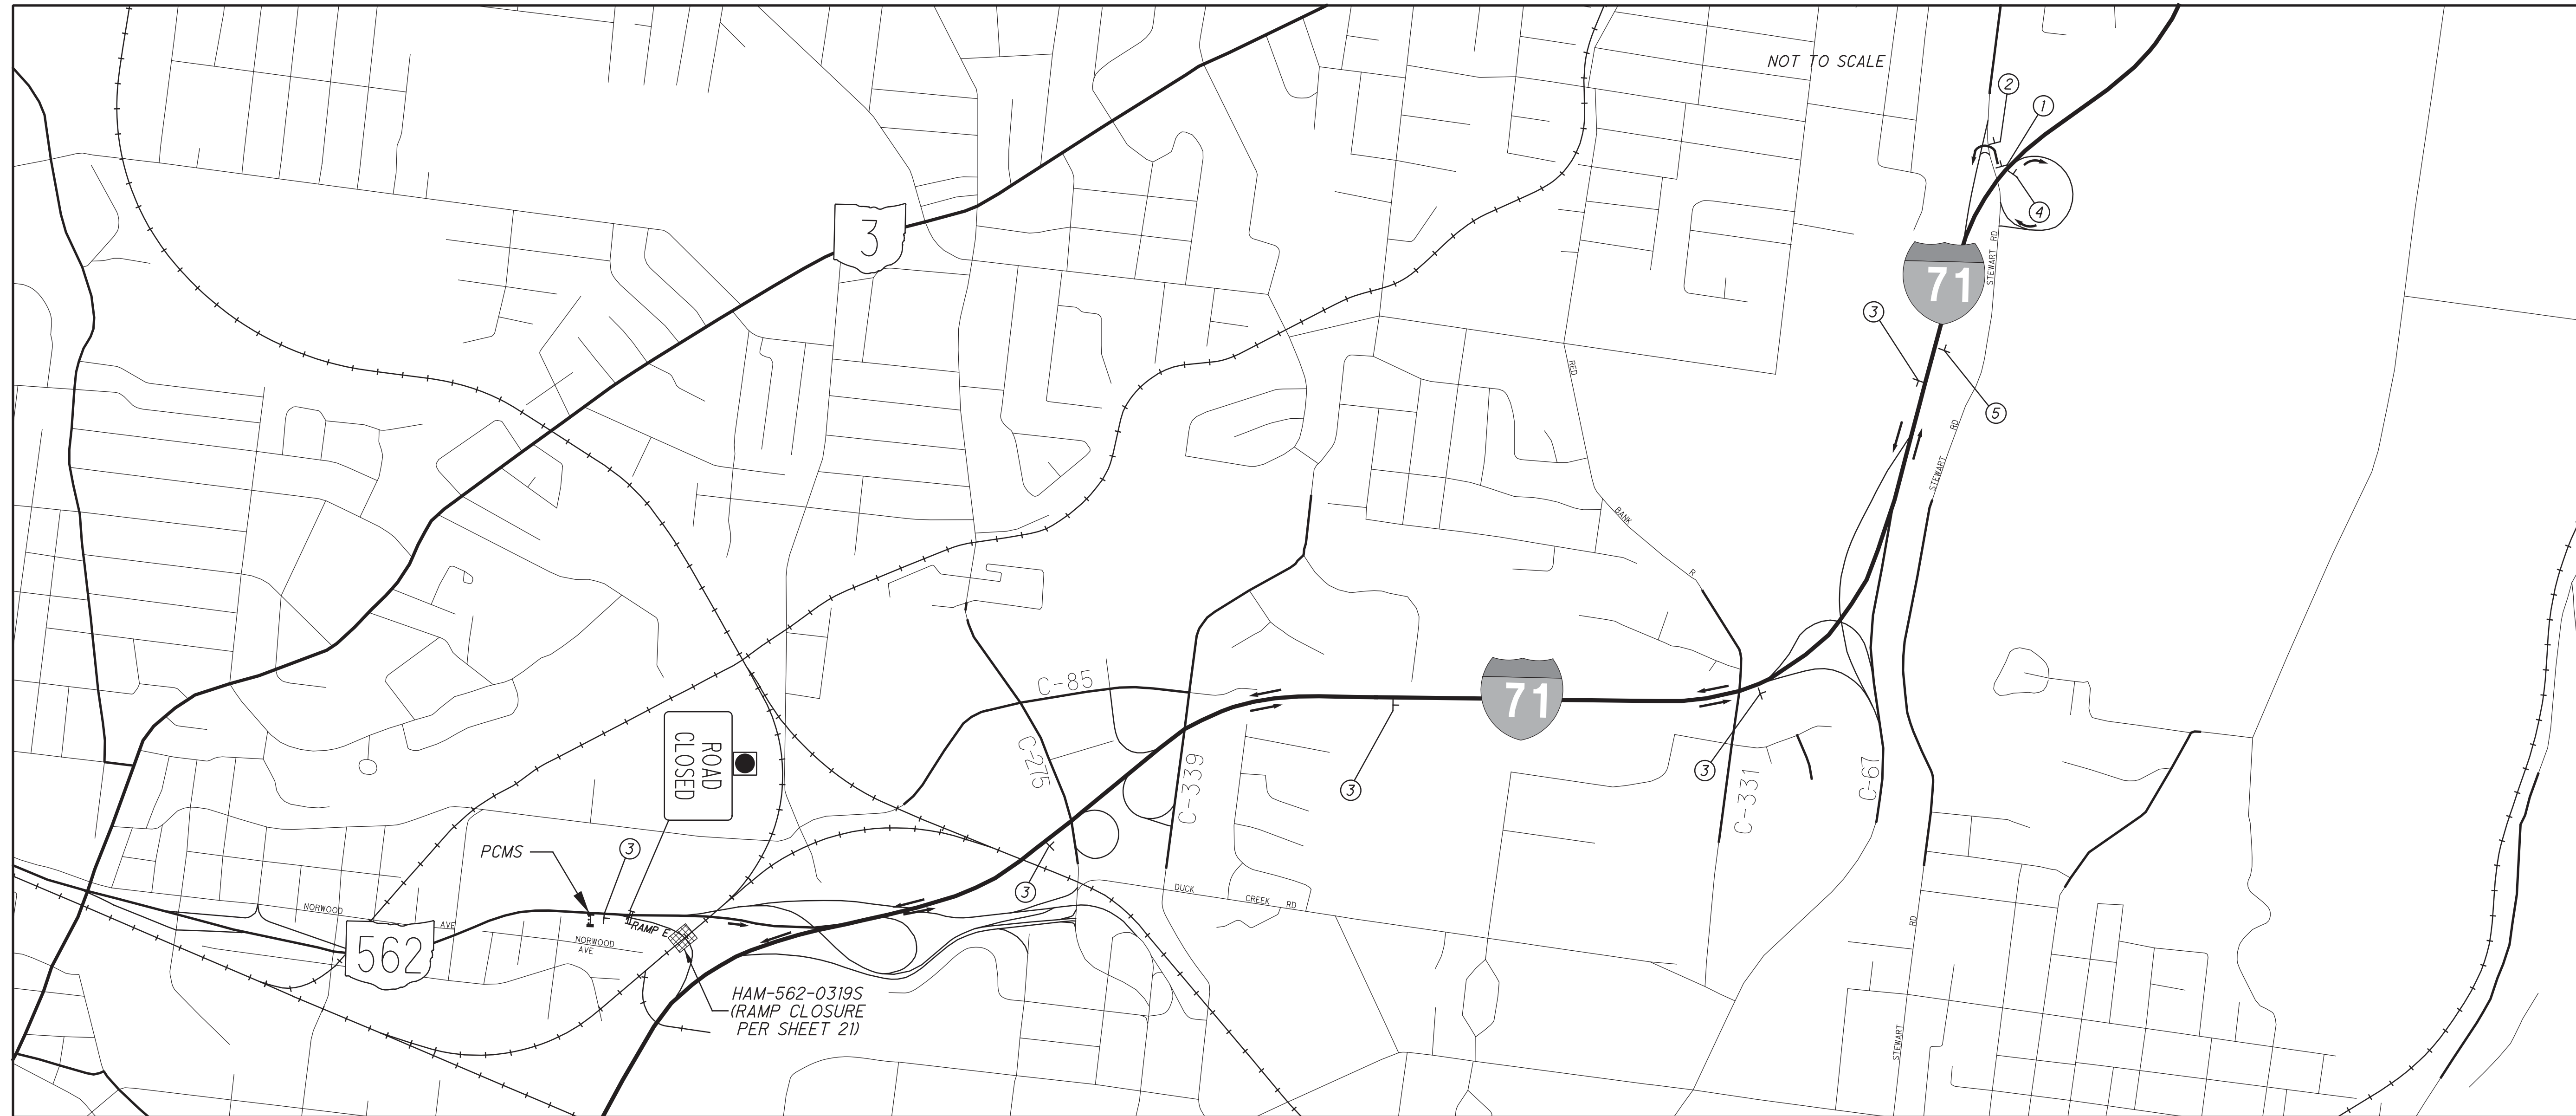 NOT TO SCALE
2
1
3
4
STEWART RD
71
3
5
RED
STEWART RD
BANK
R
C-85
71
C-275
C-339
ROAD
CLOSED
3
3
C-331
C-67
PCMS
3
3
DUCK CREEK RD
NORWOOD AVE
RAMP E
NORWOOD
AVE
562
HAM-562-0319S
(RAMP CLOSURE
PER SHEET 21)
STEWART RD